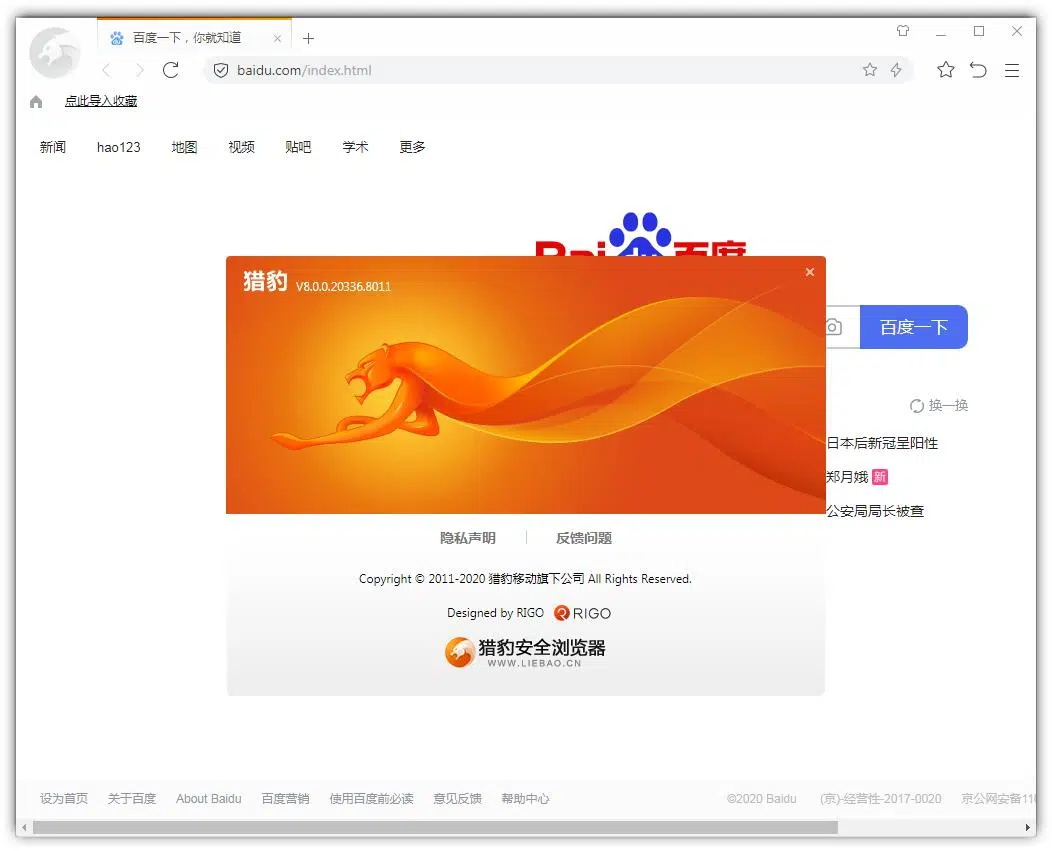 百度一下，你就知道
baidu.com/index.html
点此导入收藏
新闻 hao123 地图 视频 贴吧 学术 更多
Bai 百度
猎豹 V8.0.0.20336.8011
百度一下
换一换
日本后新冠呈阳性
郑月娥 新
公安局局长被查
隐私声明 反馈问题
Copyright © 2011-2020 猎豹移动旗下公司 All Rights Reserved.
Designed by RIGO RIGO
猎豹安全浏览器
WWW.LIEBAO.CN
设为首页 关于百度 About Baidu 百度营销 使用百度前必读 意见反馈 帮助中心 ©2020 Baidu (京)-经营性-2017-0020 京公网安备110